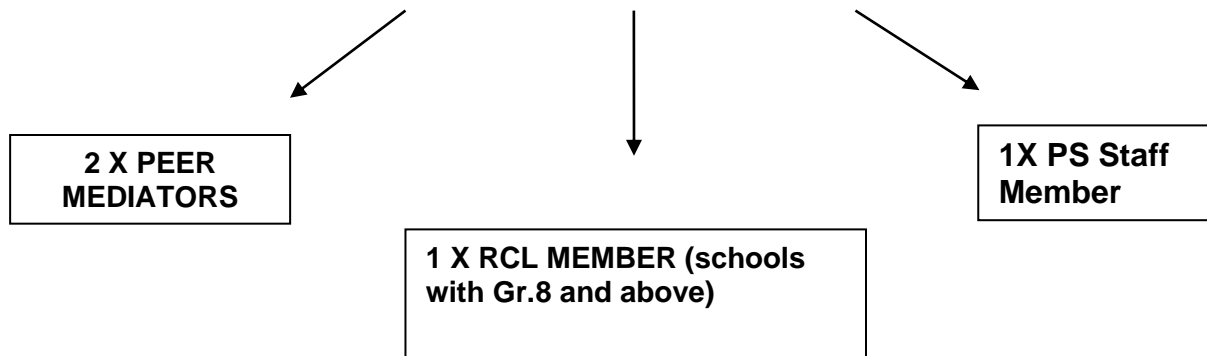 2 X PEER
MEDIATORS
1X PS Staff
Member
1 X RCL MEMBER (schools
with Gr.8 and above)